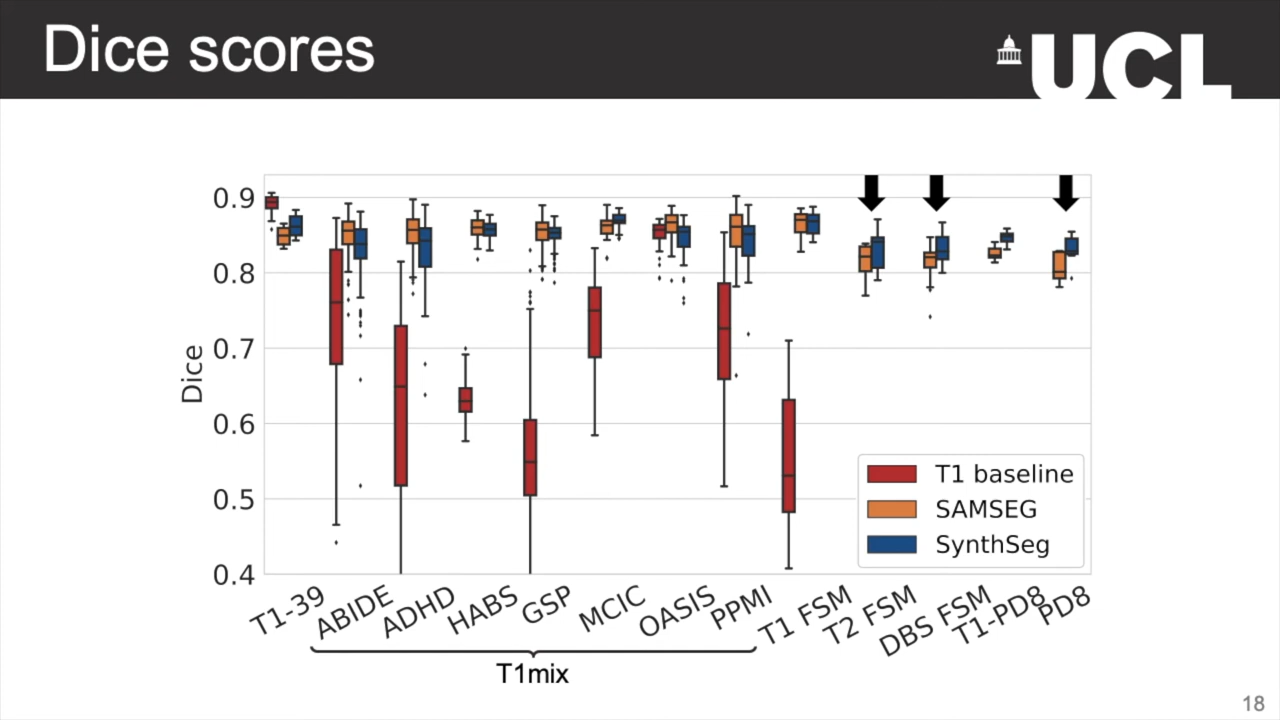 Dice scores
UCL
0.9
0.8
0.7
0.6
0.5
0.4
Dice
T1 baseline
SAMSEG
SynthSeg
T1-39
ABIDE
ADHD
HABS
GSP
MCIC
OASIS
PPMI
T1 FSM
T2 FSM
DBS FSM
T1-PD8
PD8
T1mix
18